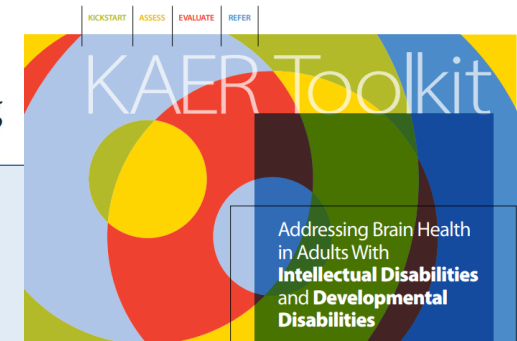 KICKSTART ASSESS EVALUATE REFER
KAER Toolkit
Addressing Brain Health
in Adults With
Intellectual Disabilities
and Developmental
Disabilities